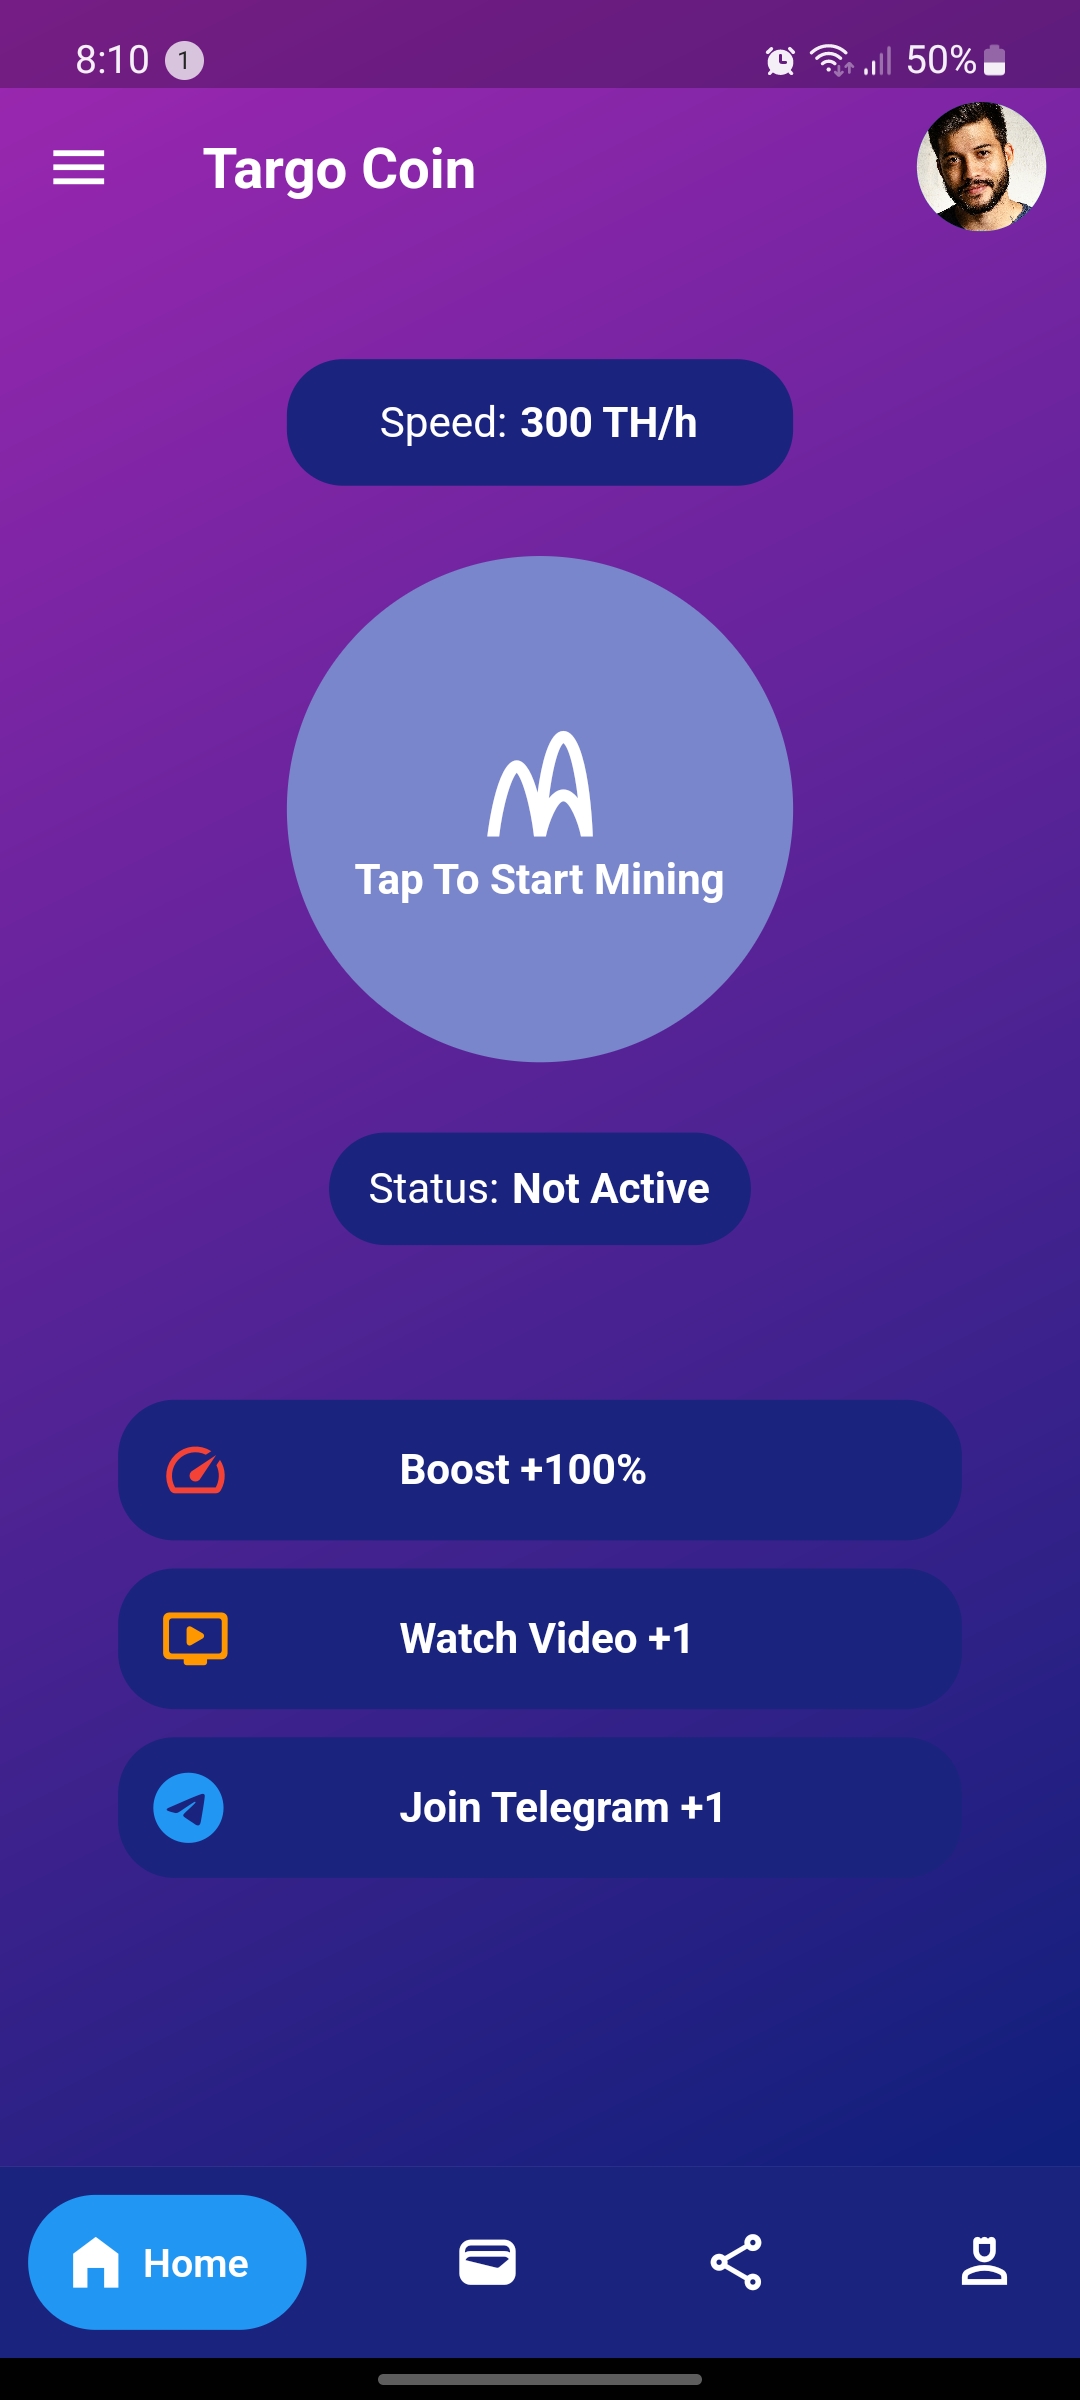 8:10 1 50%
Targo Coin
Speed: 300 TH/h
Tap To Start Mining
Status: Not Active
Boost +100%
Watch Video +1
Join Telegram +1
Home